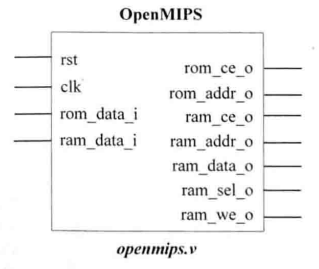 OpenMIPS
rst
clk
rom_data_i
ram_data_i
rom_ce_o
rom_addr_o
ram_ce_o
ram_addr_o
ram_data_o
ram_sel_o
ram_we_o
openmips.v